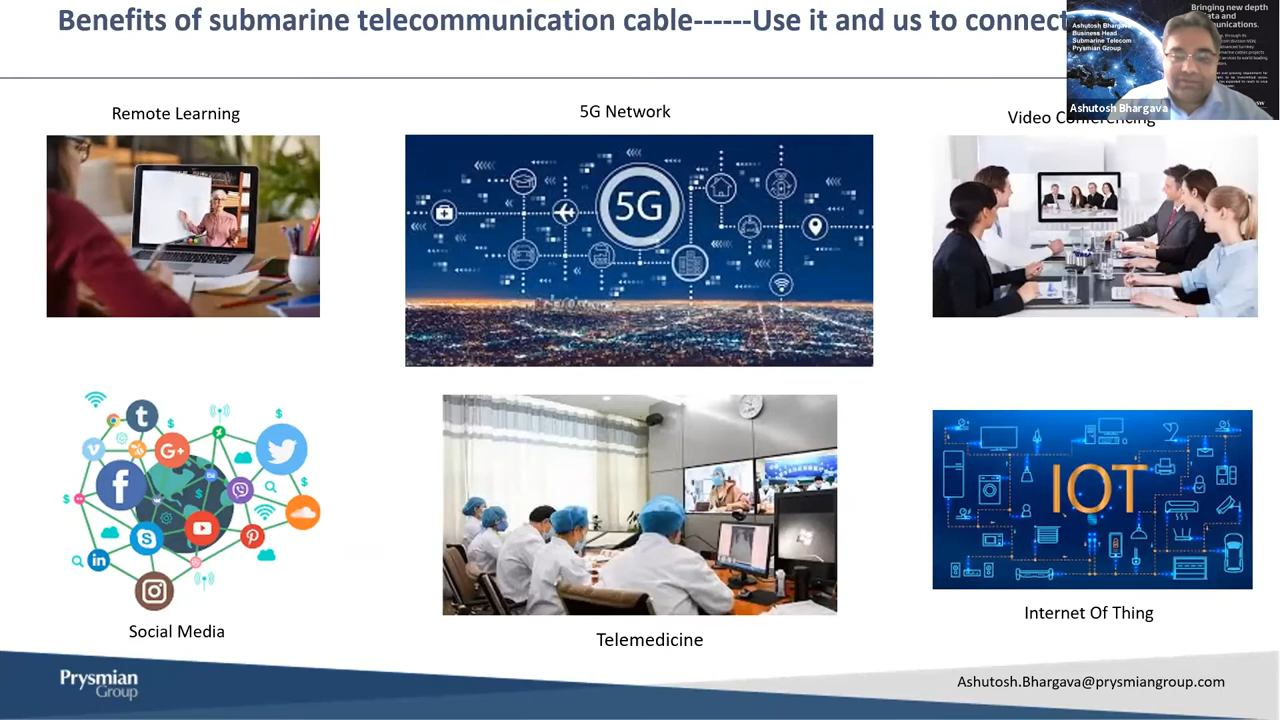 Benefits of submarine telecommunication cable------Use it and us to connect
Ashutosh Bhargava
Business Head
Submarine Telecom
Prysmian Group
Bringing new depth
Ashutosh Bhargava
Remote Learning
5G Network
Video Conferencing
5G
IOT
Social Media
Telemedicine
Internet Of Thing
Prysmian
Group
Ashutosh.Bhargava@prysmiangroup.com